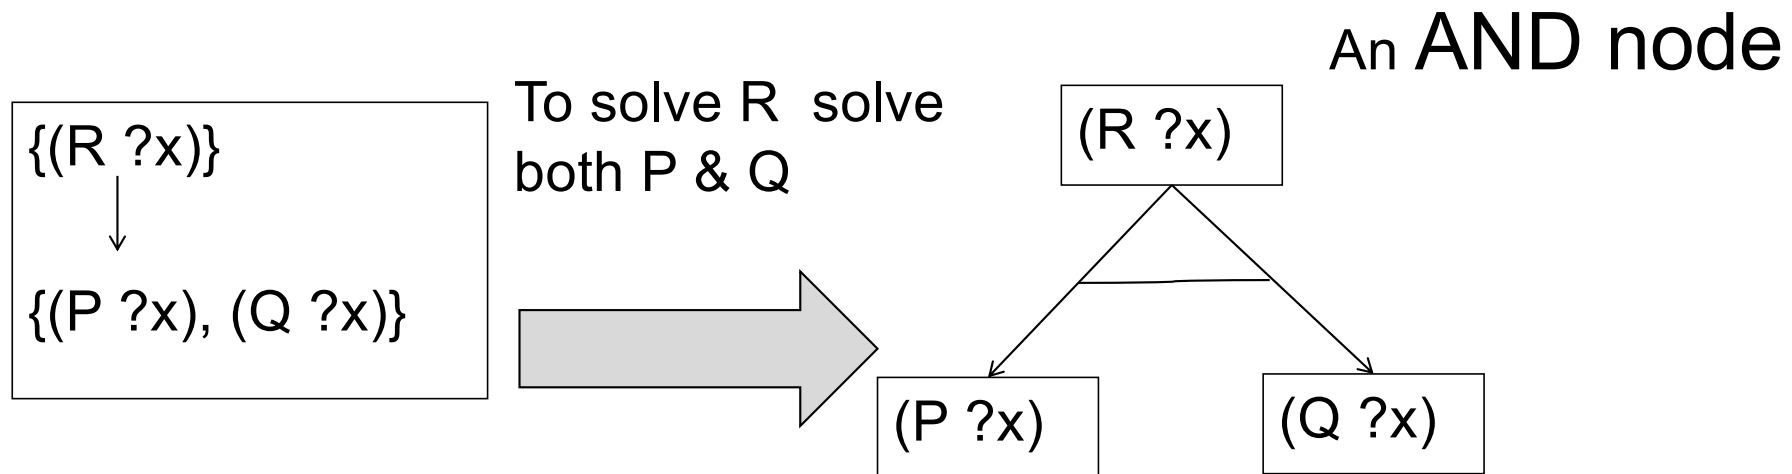 An AND node
{(R ?x)}
{(P ?x), (Q ?x)}
To solve R solve
both P & Q
(R ?x)
(P ?x)
(Q ?x)